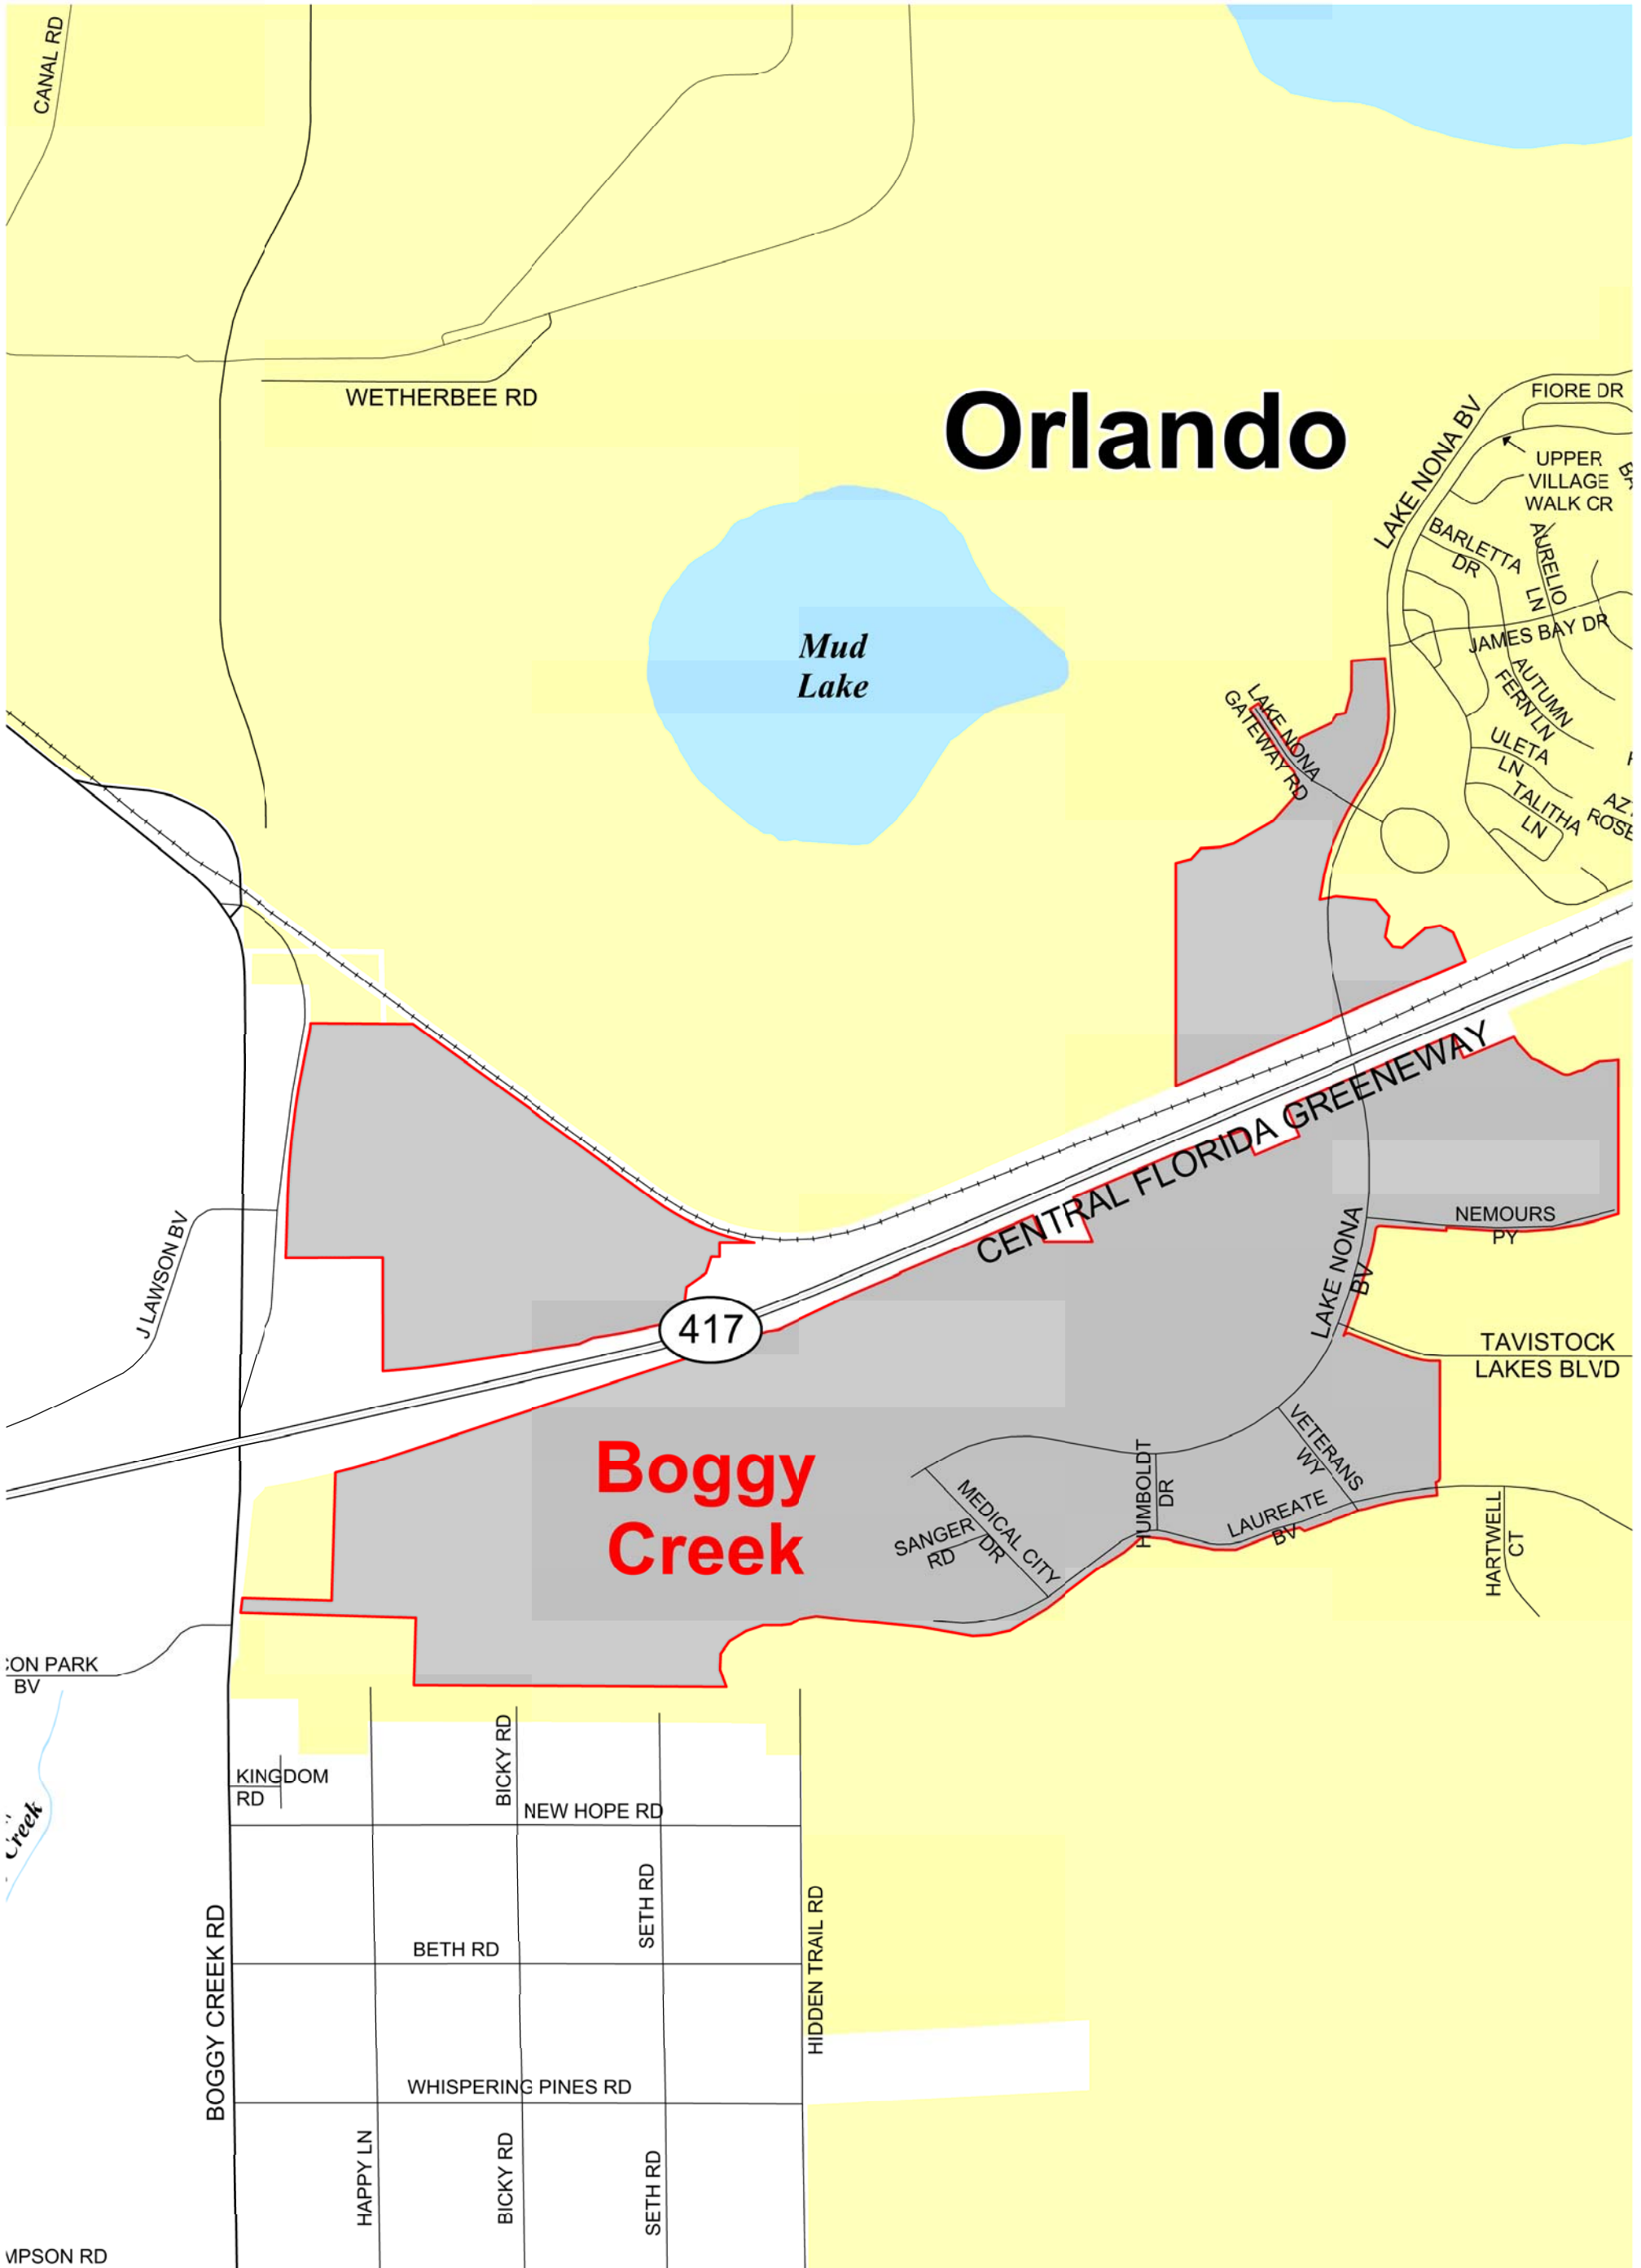 CANAL RD
WETHERBEE RD
Orlando
FIORE DR
LAKE NONA BV
UPPER
VILLAGE
WALK CR
BARLETTA
DR
AURELIO
LN
JAMES BAY DR
Mud
Lake
AUTUMN
FERN LN
LAKE NONA
GATEWAY RD
ULETA
LN
TALITHA
LN
ROSE
CENTRAL FLORIDA GREENEWAY
J LAWSON BV
NEMOURS
PY
LAKE NONA
BV
417
TAVISTOCK
LAKES BLVD
Boggy
Creek
VETERANS
WY
HUMBOLDT
DR
MEDICAL CITY
DR
SANGER
RD
LAUREATE
BV
HARTWELL
CT
PARK
BV
KINGDOM
RD
BICKY RD
NEW HOPE RD
Creek
SETH RD
BETH RD
HIDDEN TRAIL RD
BOGGY CREEK RD
WHISPERING PINES RD
HAPPY LN
BICKY RD
SETH RD
RD